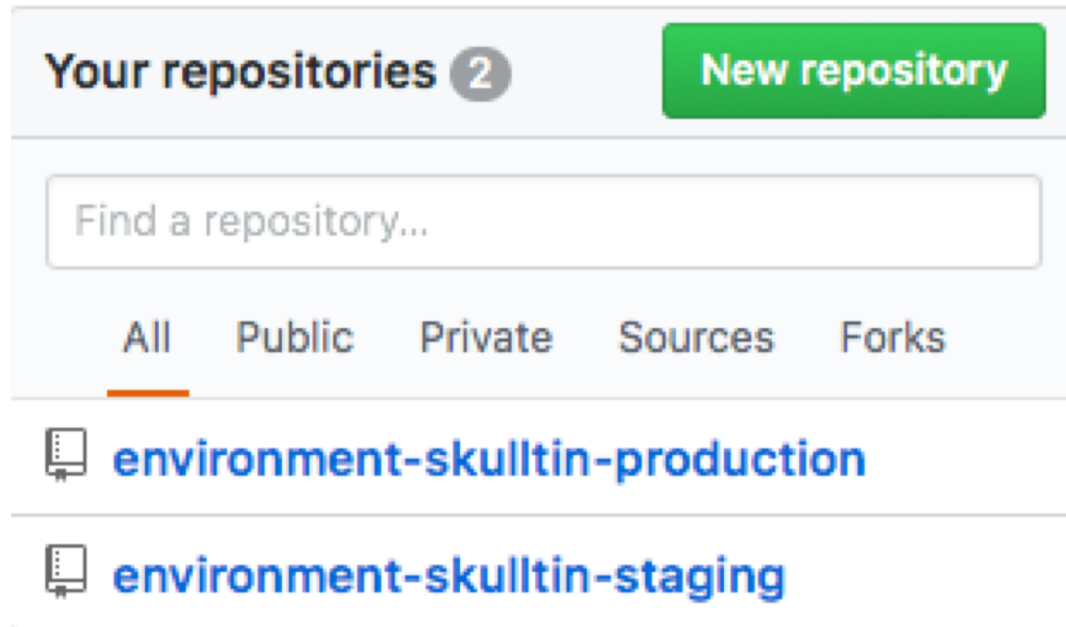 Your repositories 2 New repository
Find a repository...
All Public Private Sources Forks
environment-skulltin-production
environment-skulltin-staging